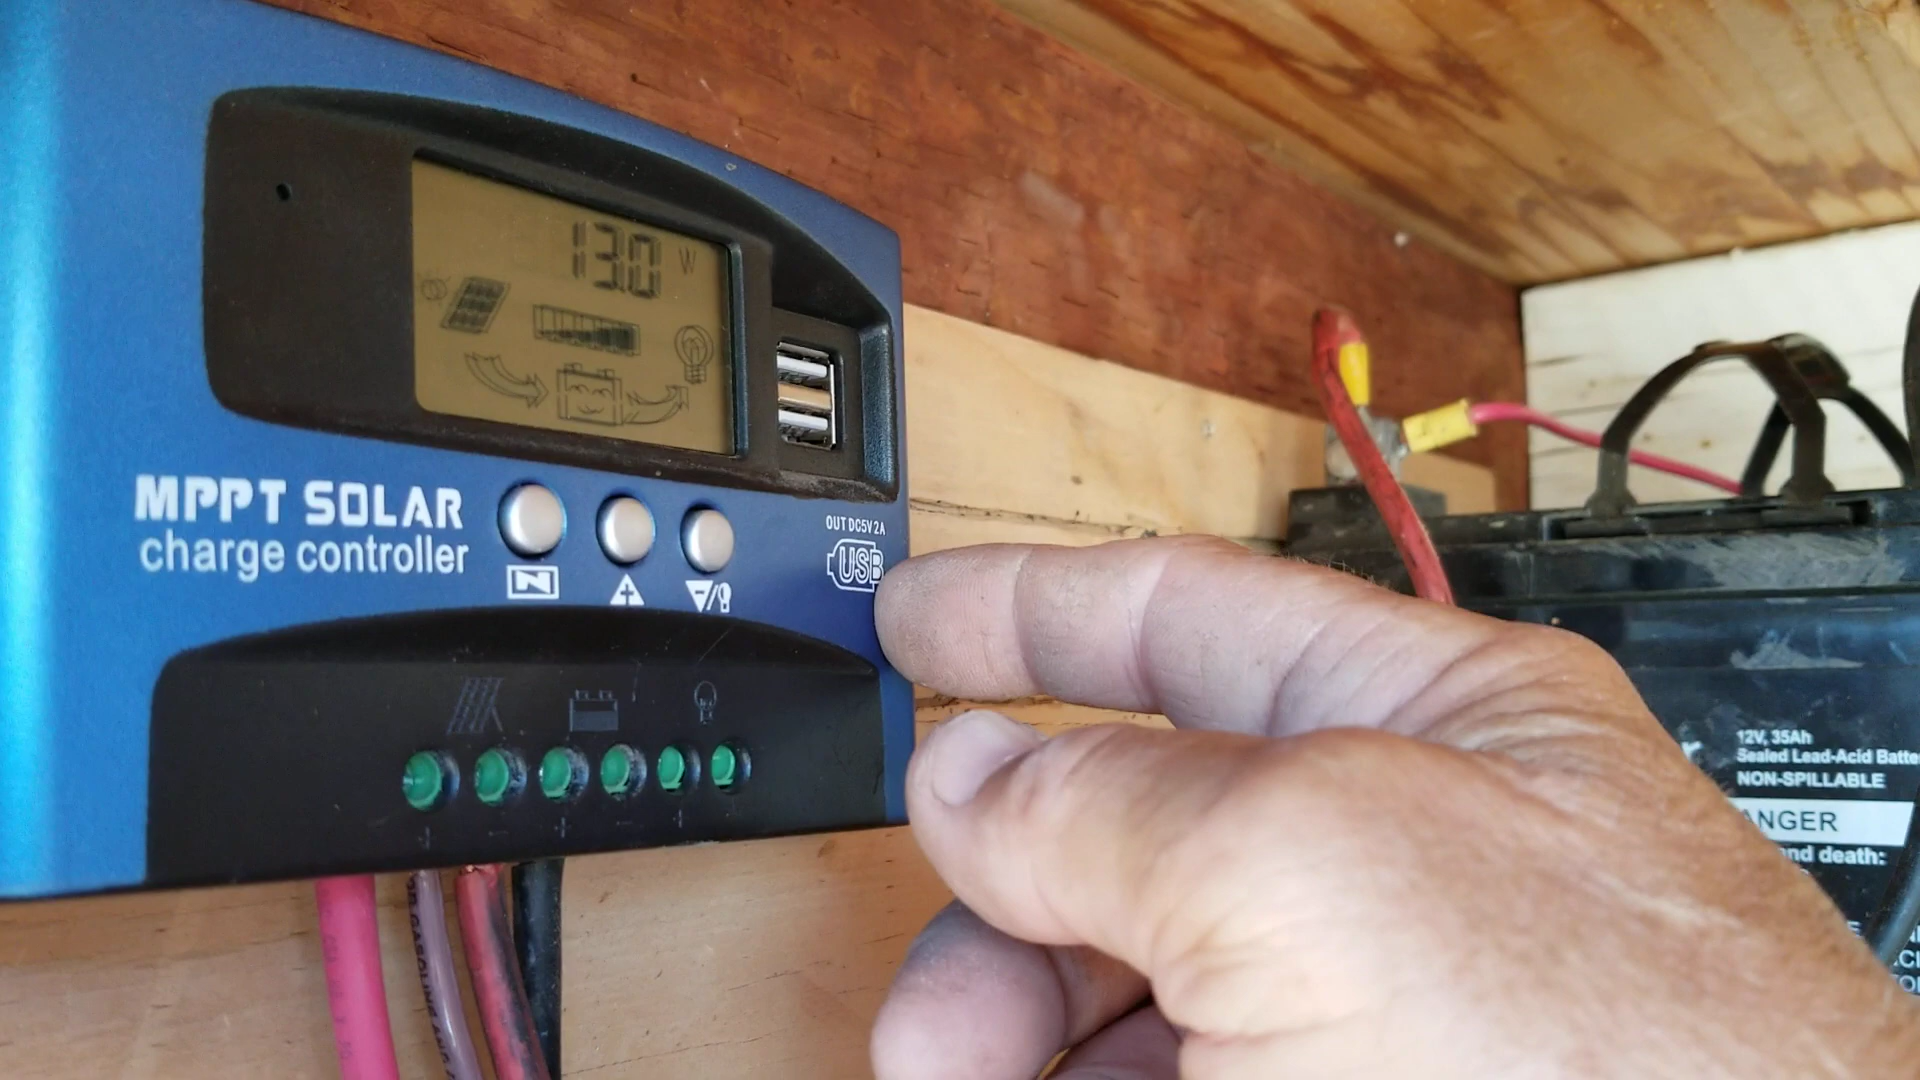 13.0 W
MPPT SOLAR
charge controller
OUT DC5V 2A
USB
12V, 35Ah
Sealed Lead-Acid Batte
NON-SPILLABLE
ANGER
and death: